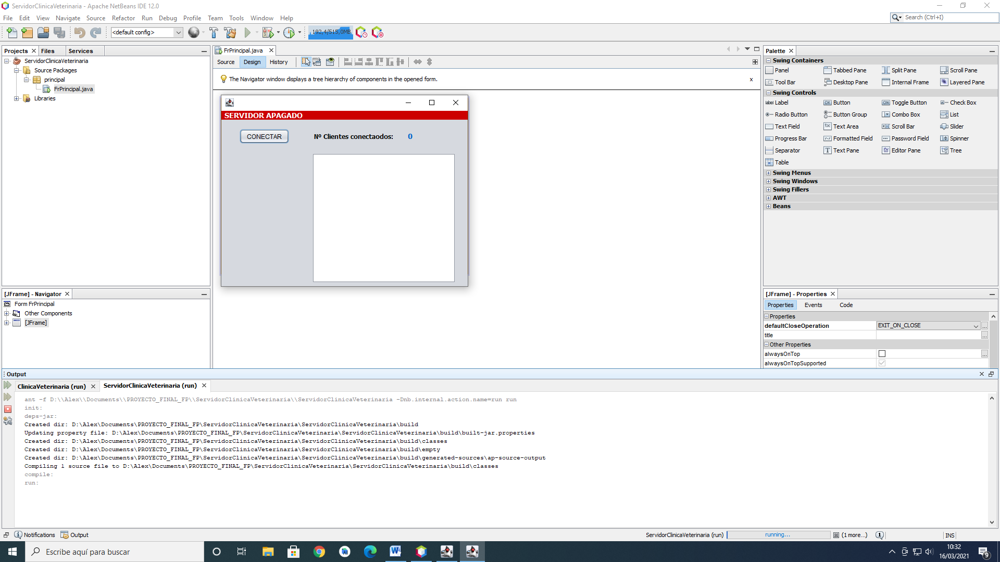 ServidorClinicaVeterinaria - Apache NetBeans IDE 12.0
File Edit View Navigate Source Refactor Run Debug Profile Team Tools Window Help
Search (Ctrl+I)
<default config>
192,4/515,0MB
Projects Files Services
ServidorClinicaVeterinaria
Source Packages
principal
FrPrincipal.java
Libraries
FrPrincipal.java
Source Design History
The Navigator window displays a tree hierarchy of components in the opened form.
x
SERVIDOR APAGADO
CONECTAR
Nº Clientes conectaodos: 0
Palette
Swing Containers
Panel Tabbed Pane Split Pane Scroll Pane
Tool Bar Desktop Pane Internal Frame Layered Pane
Swing Controls
label Label OK Button ON Toggle Button Check Box
Radio Button Button Group Combo Box List
Text Field Text Area Scroll Bar Slider
Progress Bar Formatted Field Password Field Spinner
Separator Text Pane Editor Pane Tree
Table
Swing Menus
Swing Windows
Swing Fillers
AWT
Beans
[JFrame] - Navigator
Form FrPrincipal
Other Components
[JFrame]
[JFrame] - Properties
Properties Events Code
Properties
defaultCloseOperation EXIT_ON_CLOSE
title
Other Properties
alwaysOnTop
alwaysOnTopSupported
Output
ClinicaVeterinaria (run) ServidorClinicaVeterinaria (run)
ant -f D:\\Alex\\Documents\\PROYECTO_FINAL_FP\\ServidorClinicaVeterinaria\\ServidorClinicaVeterinaria -Dnb.internal.action.name=run run
init:
deps-jar:
Created dir: D:\Alex\Documents\PROYECTO_FINAL_FP\ServidorClinicaVeterinaria\ServidorClinicaVeterinaria\build
Updating property file: D:\Alex\Documents\PROYECTO_FINAL_FP\ServidorClinicaVeterinaria\ServidorClinicaVeterinaria\build\built-jar.properties
Created dir: D:\Alex\Documents\PROYECTO_FINAL_FP\ServidorClinicaVeterinaria\ServidorClinicaVeterinaria\build\classes
Created dir: D:\Alex\Documents\PROYECTO_FINAL_FP\ServidorClinicaVeterinaria\ServidorClinicaVeterinaria\build\empty
Created dir: D:\Alex\Documents\PROYECTO_FINAL_FP\ServidorClinicaVeterinaria\ServidorClinicaVeterinaria\build\generated-sources\ap-source-output
Compiling 1 source file to D:\Alex\Documents\PROYECTO_FINAL_FP\ServidorClinicaVeterinaria\ServidorClinicaVeterinaria\build\classes
compile:
run:
Notifications Output
ServidorClinicaVeterinaria (run) running... (1 more...) INS
Escribe aquí para buscar
10:32
16/03/2021
9